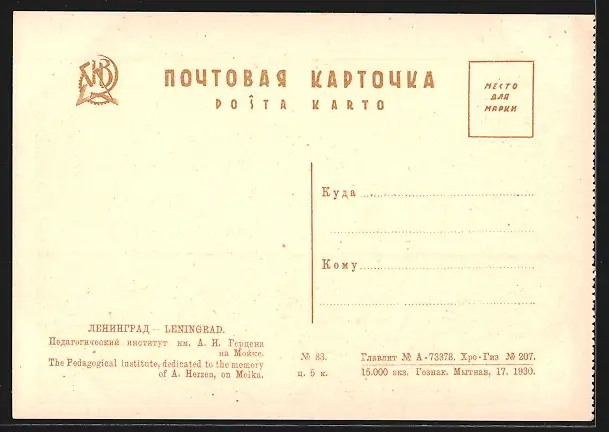 ПОЧТОВАЯ КАРТОЧКА
POŜTA KARTO
МЕСТО
ДЛЯ
МАРКИ
Куда
Кому
ЛЕНИНГРАД — LENINGRAD.
Педагогический институт им. А. И. Герцена
на Мойке.
The Pedagogical institute, dedicated to the memory
of A. Herzen, on Moika.
№ 83.
ц. 5 к.
Главлит № А-73378. Хро-Гиз № 207.
15.000 экз. Гознак. Мытная, 17. 1930.